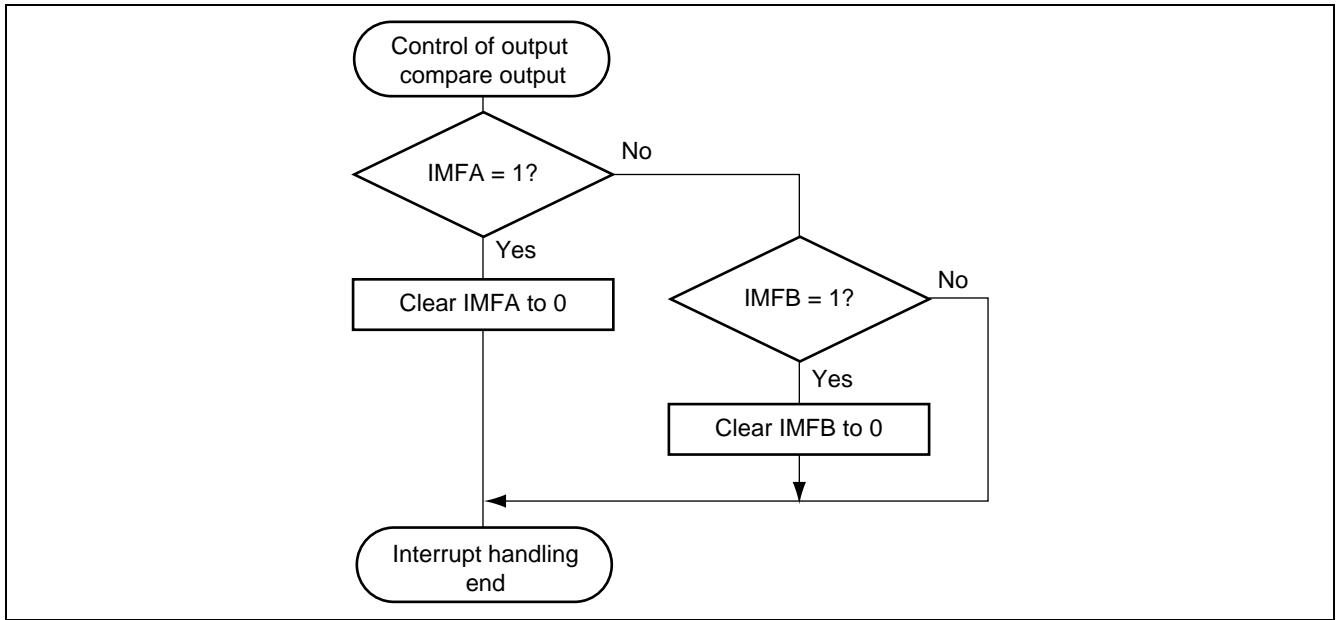 Control of output
compare output
IMFA = 1?
No
Yes
Clear IMFA to 0
IMFB = 1?
No
Yes
Clear IMFB to 0
Interrupt handling
end